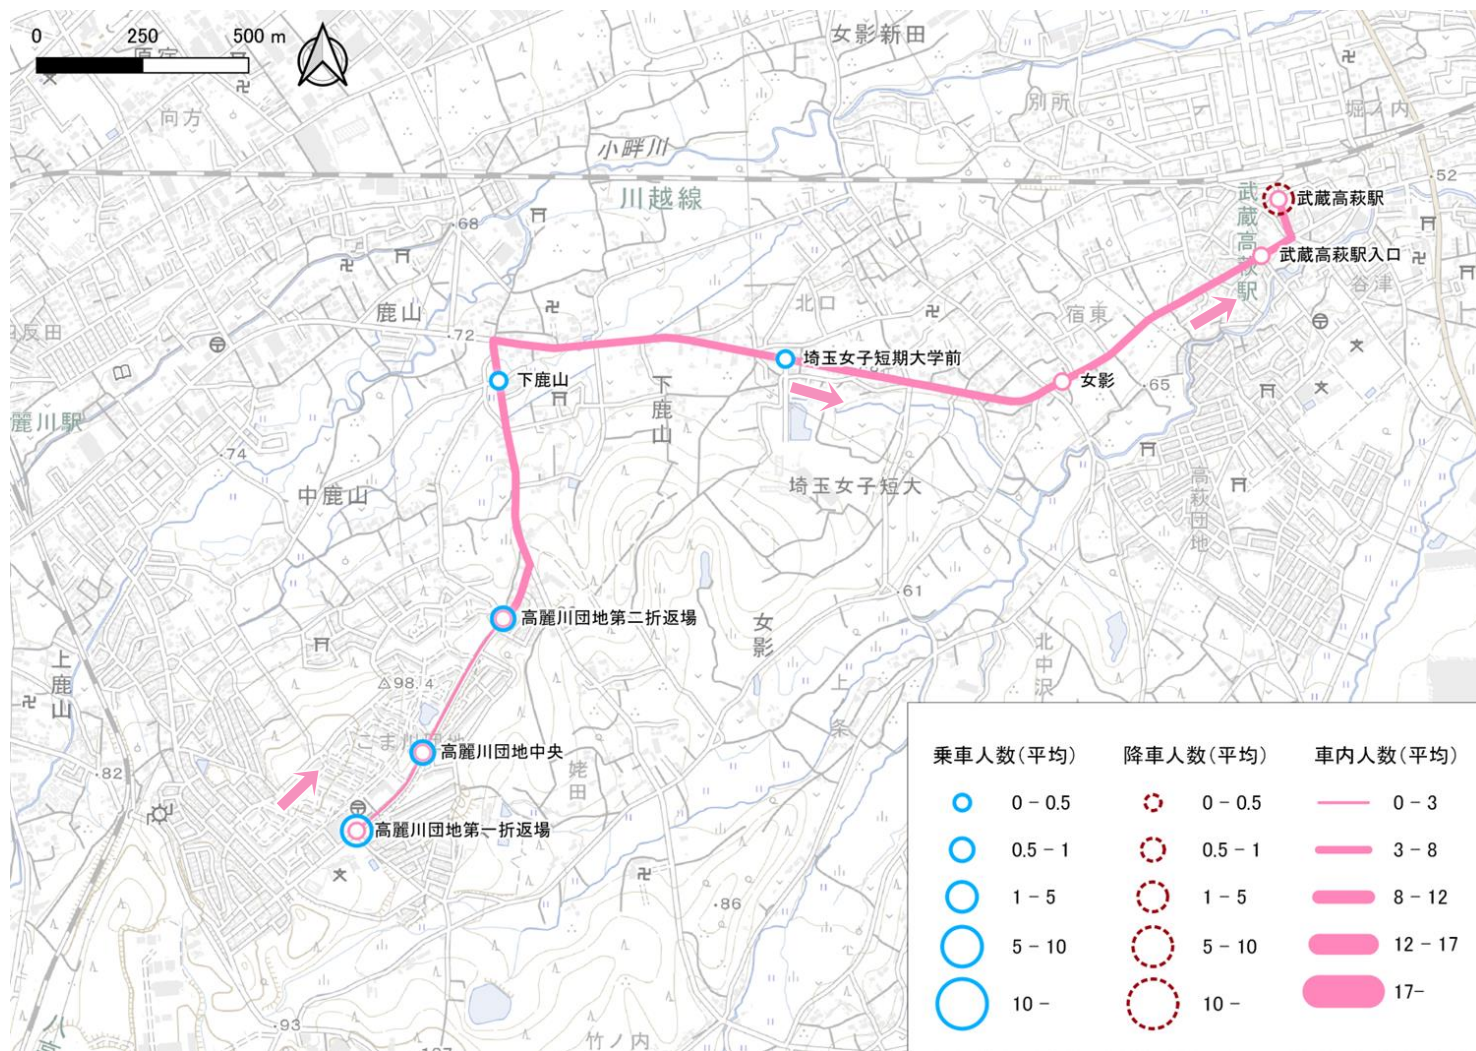 0 250 500 m
原宿
向方
女影新田
別所
堀ノ内
小畔川
川越線
52
武蔵高萩駅
武蔵高萩駅
武蔵高萩駅入口
谷津
68
鹿山
72
北口
宿東
埼玉女子短期大学前
下鹿山
下鹿山
女影
65
麗川駅
74
中鹿山
埼玉女子短大
高萩団地
61
高麗川団地第二折返場
女影
北中沢
上鹿山
98.4
上条
高麗川団地中央
姥田
82
高麗川団地第一折返場
86
93
竹ノ内
乗車人数(平均) 降車人数(平均) 車内人数(平均)
0 - 0.5 0 - 0.5 0 - 3
0.5 - 1 0.5 - 1 3 - 8
1 - 5 1 - 5 8 - 12
5 - 10 5 - 10 12 - 17
10 - 10 - 17-